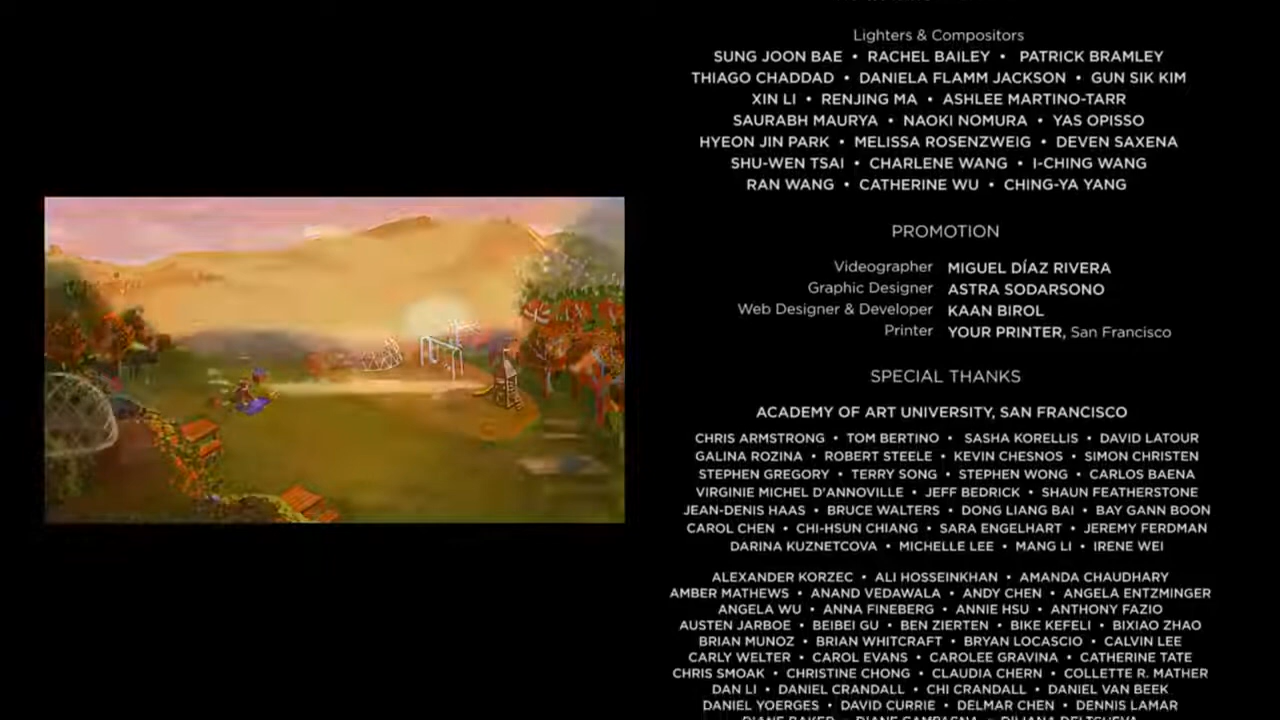 Lighters & Compositors
SUNG JOON BAE • RACHEL BAILEY • PATRICK BRAMLEY
THIAGO CHADDAD • DANIELA FLAMM JACKSON • GUN SIK KIM
XIN LI • RENJING MA • ASHLEE MARTINO-TARR
SAURABH MAURYA • NAOKI NOMURA • YAS OPISSO
HYEON JIN PARK • MELISSA ROSENZWEIG • DEVEN SAXENA
SHU-WEN TSAI • CHARLENE WANG • I-CHING WANG
RAN WANG • CATHERINE WU • CHING-YA YANG
PROMOTION
Videographer MIGUEL DÍAZ RIVERA
Graphic Designer ASTRA SODARSONO
Web Designer & Developer KAAN BIROL
Printer YOUR PRINTER, San Francisco
SPECIAL THANKS
ACADEMY OF ART UNIVERSITY, SAN FRANCISCO
CHRIS ARMSTRONG • TOM BERTINO • SASHA KORELLIS • DAVID LATOUR
GALINA ROZINA • ROBERT STEELE • KEVIN CHESNOS • SIMON CHRISTEN
STEPHEN GREGORY • TERRY SONG • STEPHEN WONG • CARLOS BAENA
VIRGINIE MICHEL D'ANNOVILLE • JEFF BEDRICK • SHAUN FEATHERSTONE
JEAN-DENIS HAAS • BRUCE WALTERS • DONG LIANG BAI • BAY GANN BOON
CAROL CHEN • CHI-HSUN CHIANG • SARA ENGELHART • JEREMY FERDMAN
DARINA KUZNETCOVA • MICHELLE LEE • MANG LI • IRENE WEI
ALEXANDER KORZEC • ALI HOSSEINKHAN • AMANDA CHAUDHARY
AMBER MATHEWS • ANAND VEDAWALA • ANDY CHEN • ANGELA ENTZMINGER
ANGELA WU • ANNA FINEBERG • ANNIE HSU • ANTHONY FAZIO
AUSTEN JARBOE • BEIBEI GU • BEN ZIERTEN • BIKE KEFELI • BIXIAO ZHAO
BRIAN MUNOZ • BRIAN WHITCRAFT • BRYAN LOCASCIO • CALVIN LEE
CARLY WELTER • CAROL EVANS • CAROLEE GRAVINA • CATHERINE TATE
CHRIS SMOAK • CHRISTINE CHONG • CLAUDIA CHERN • COLLETTE R. MATHER
DAN LI • DANIEL CRANDALL • CHI CRANDALL • DANIEL VAN BEEK
DANIEL YOERGES • DAVID CURRIE • DELMAR CHEN • DENNIS LAMAR